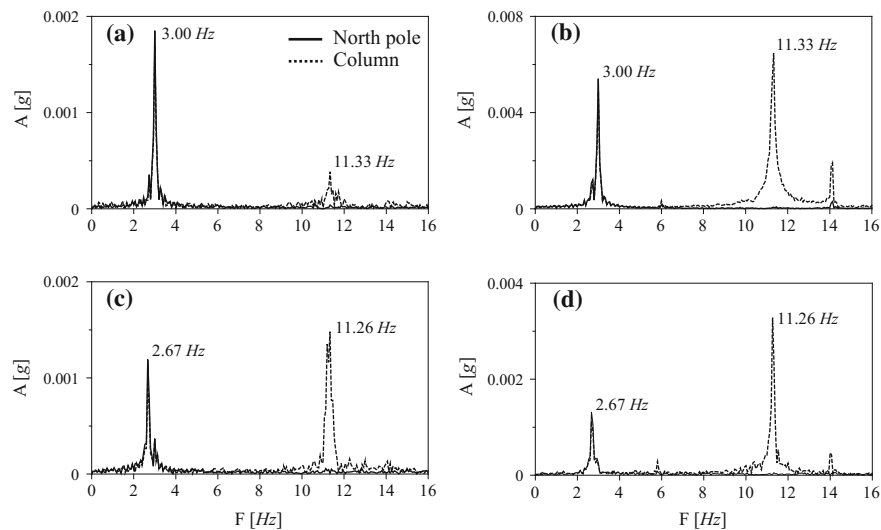 (a)
3.00 Hz
North pole
Column
11.33 Hz
A [g]
0.002
0.001
0
0 2 4 6 8 10 12 14 16
(b)
3.00 Hz
11.33 Hz
A [g]
0.008
0.004
0
0 2 4 6 8 10 12 14 16
(c)
2.67 Hz
11.26 Hz
A [g]
0.002
0.001
0
0 2 4 6 8 10 12 14 16
F [Hz]
(d)
2.67 Hz
11.26 Hz
A [g]
0.004
0.002
0
0 2 4 6 8 10 12 14 16
F [Hz]